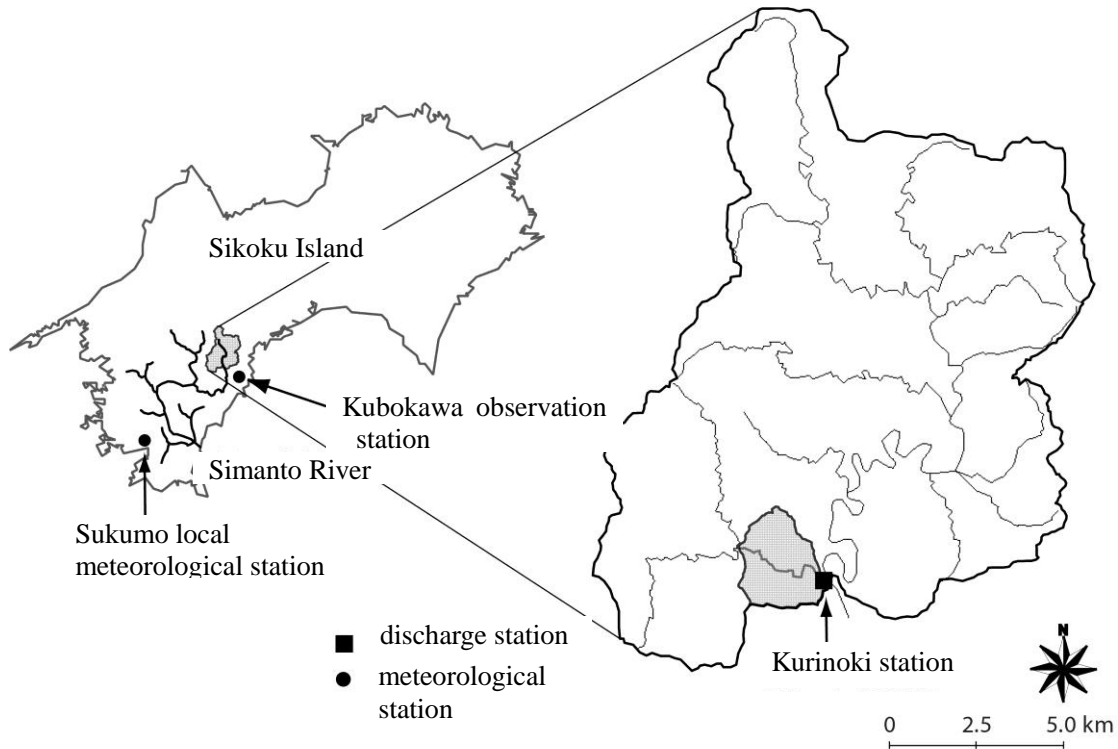 Sikoku Island
Kubokawa observation
station
Simanto River
Sukumo local
meteorological station
discharge station
meteorological
station
Kurinoki station
N
0 2.5 5.0 km